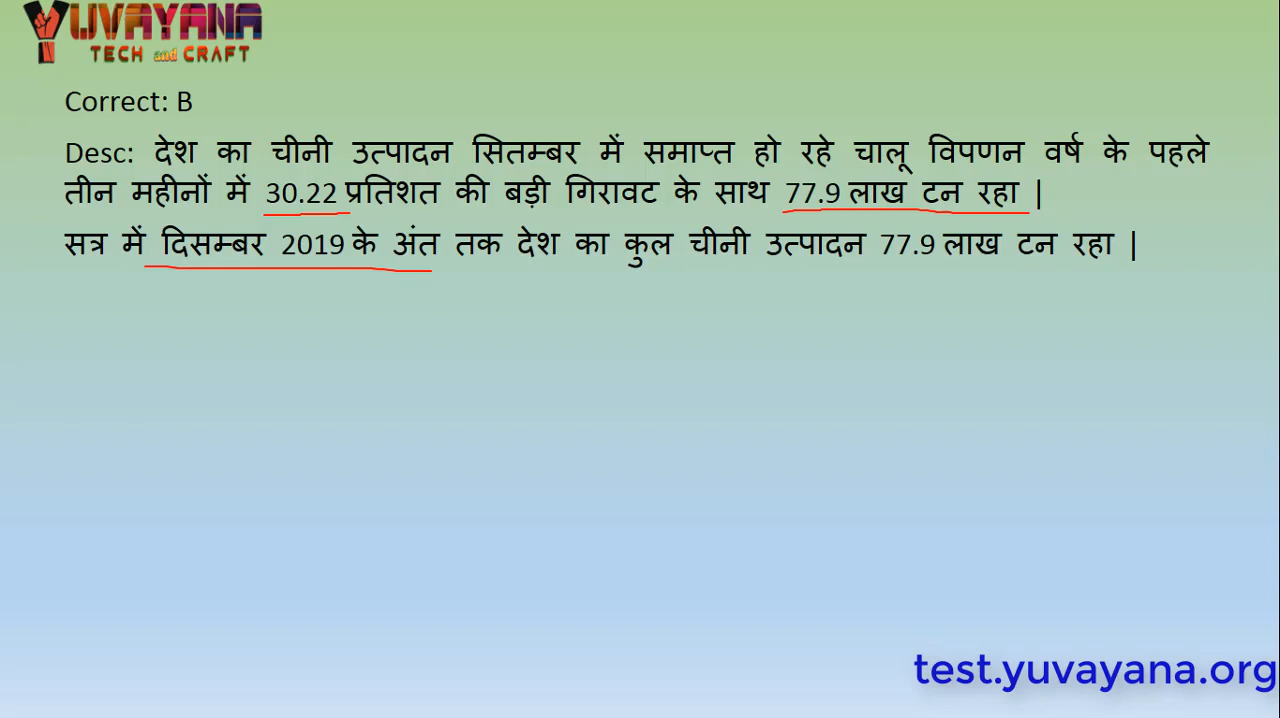 YUVAYANA
TECH and CRAFT
Correct: B
Desc: देश का चीनी उत्पादन सितम्बर में समाप्त हो रहे चालू विपणन वर्ष के पहले
तीन महीनों में 30.22 प्रतिशत की बड़ी गिरावट के साथ 77.9 लाख टन रहा |
सत्र में दिसम्बर 2019 के अंत तक देश का कुल चीनी उत्पादन 77.9 लाख टन रहा |
test.yuvayana.org